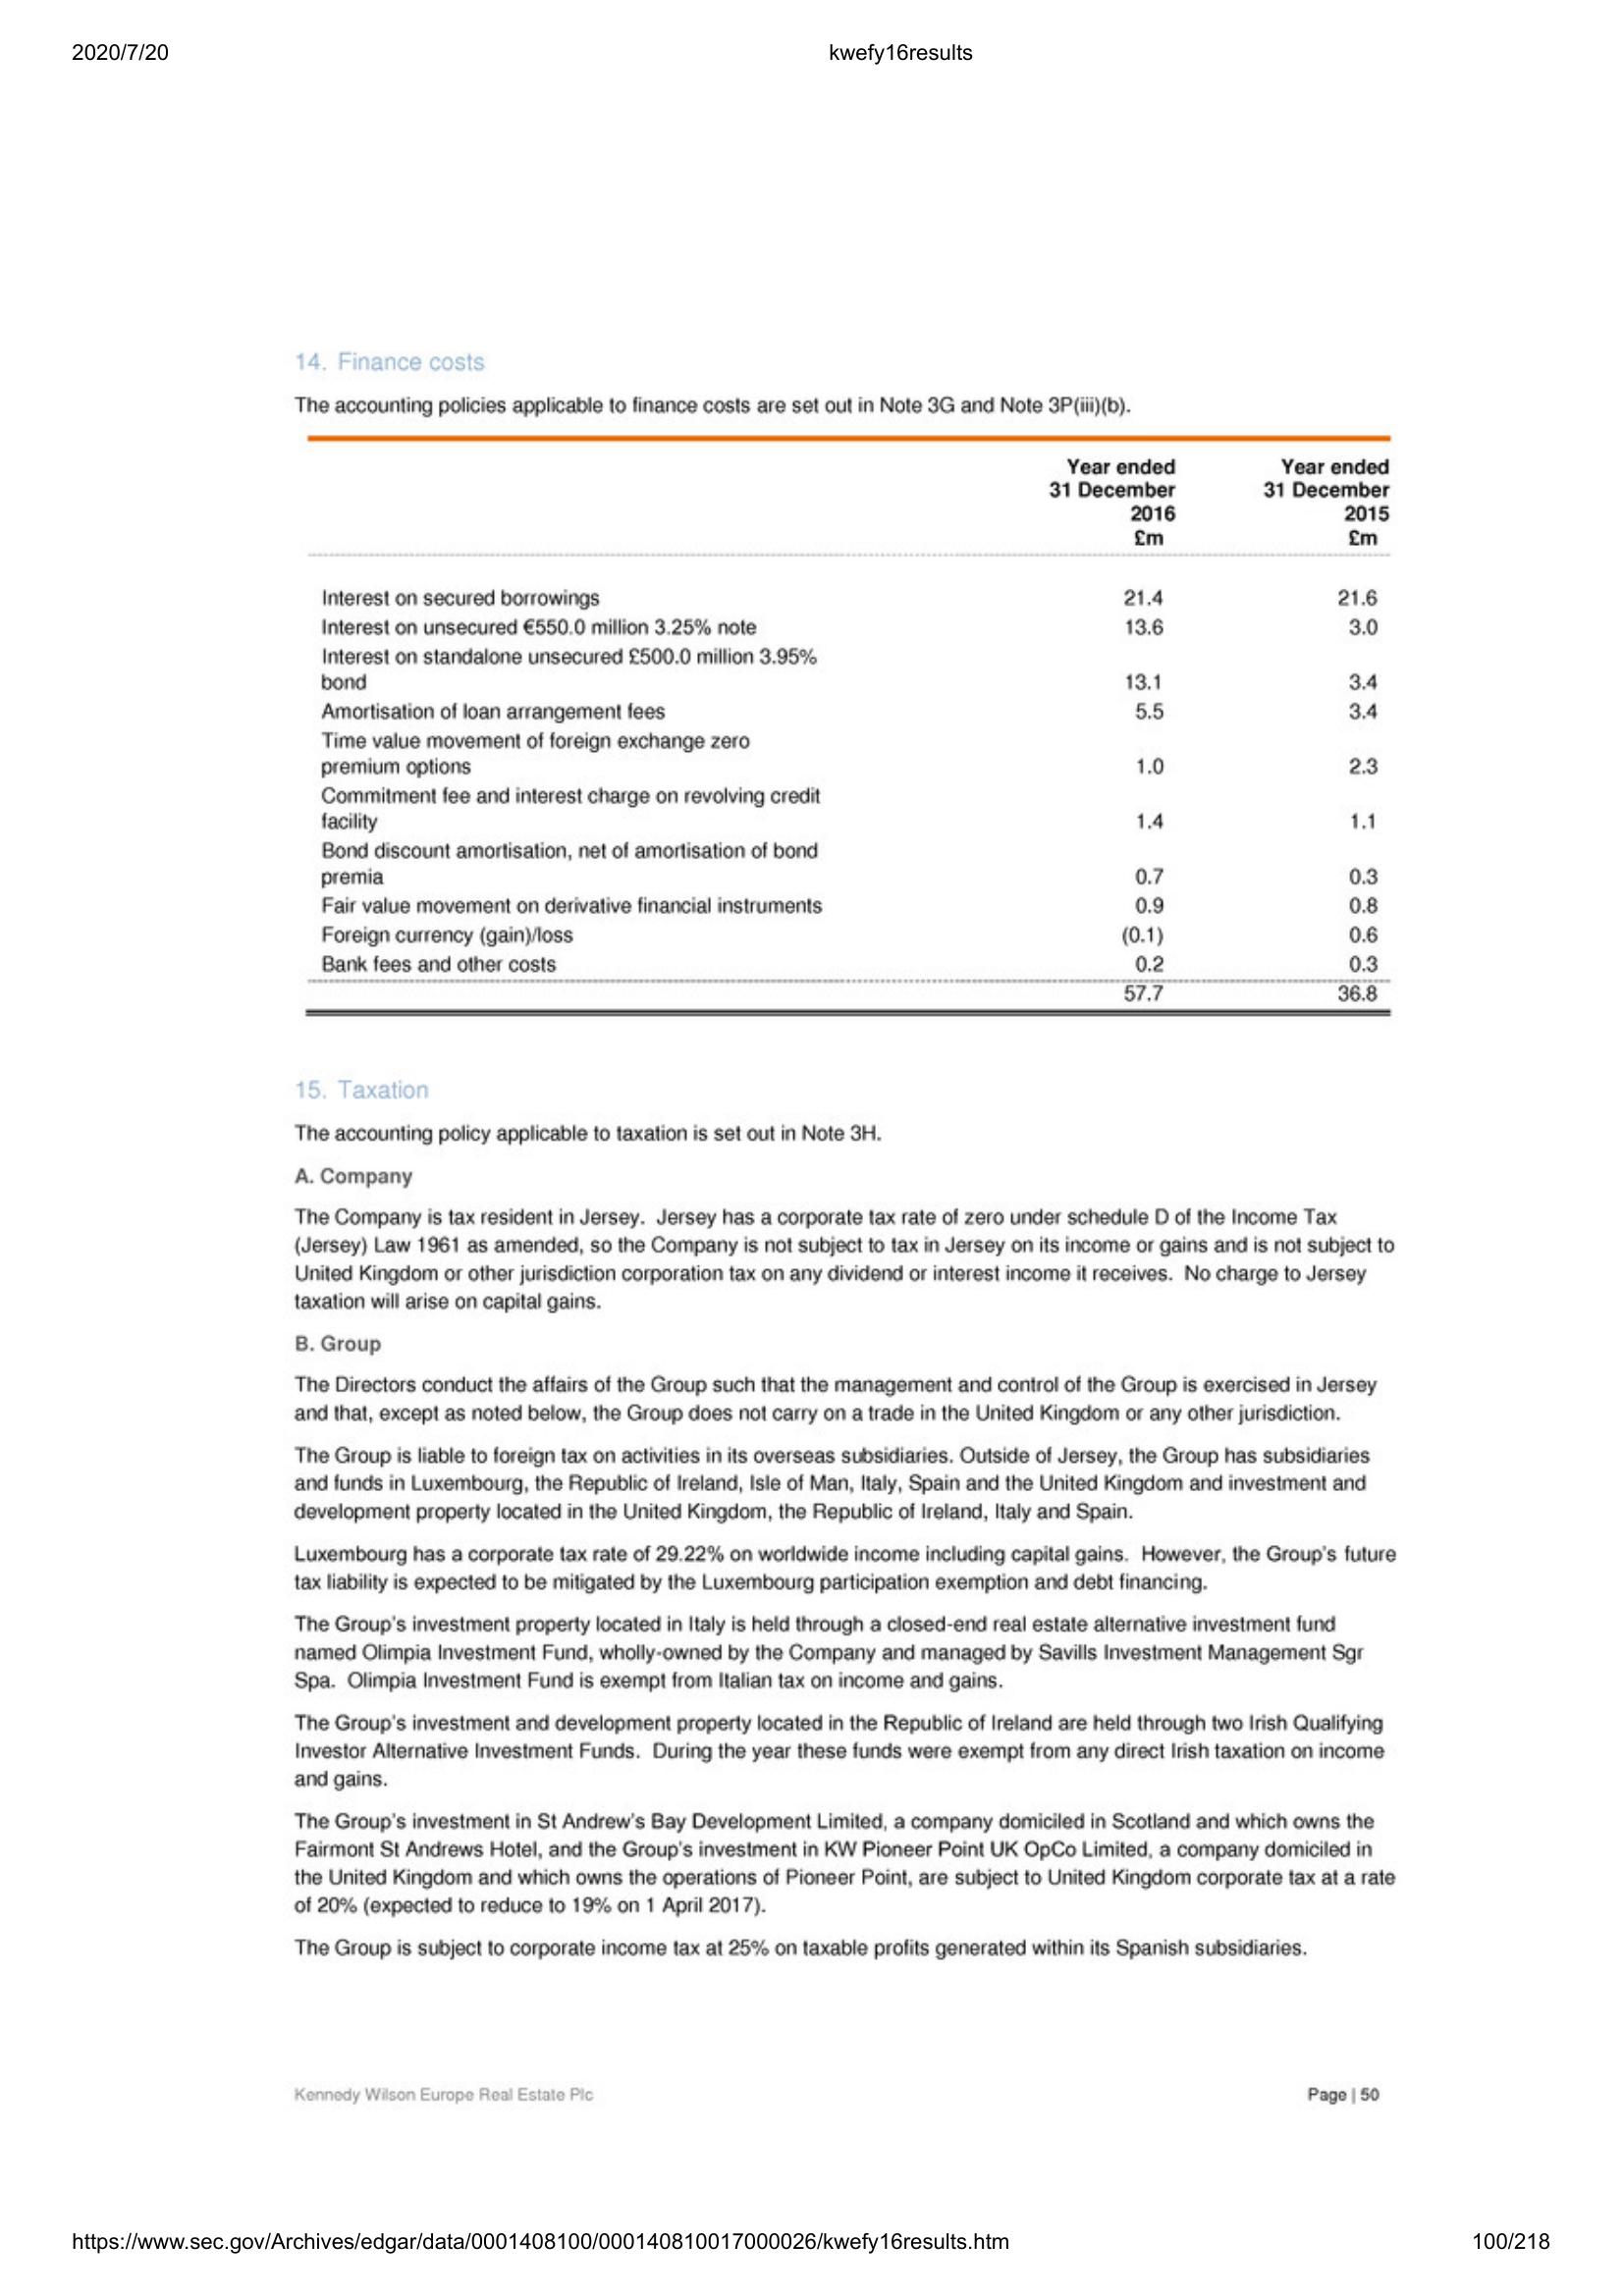 2020/7/20 kwefy16results
14. Finance costs
The accounting policies applicable to finance costs are set out in Note 3G and Note 3P(iii)(b).
Year ended Year ended
31 December 31 December
2016 2015
£m £m
Interest on secured borrowings 21.4 21.6
Interest on unsecured €550.0 million 3.25% note 13.6 3.0
Interest on standalone unsecured £500.0 million 3.95%
bond 13.1 3.4
Amortisation of loan arrangement fees 5.5 3.4
Time value movement of foreign exchange zero
premium options 1.0 2.3
Commitment fee and interest charge on revolving credit
facility 1.4 1.1
Bond discount amortisation, net of amortisation of bond
premia 0.7 0.3
Fair value movement on derivative financial instruments 0.9 0.8
Foreign currency (gain)/loss (0.1) 0.6
Bank fees and other costs 0.2 0.3
57.7 36.8
15. Taxation
The accounting policy applicable to taxation is set out in Note 3H.
A. Company
The Company is tax resident in Jersey. Jersey has a corporate tax rate of zero under schedule D of the Income Tax
(Jersey) Law 1961 as amended, so the Company is not subject to tax in Jersey on its income or gains and is not subject to
United Kingdom or other jurisdiction corporation tax on any dividend or interest income it receives. No charge to Jersey
taxation will arise on capital gains.
B. Group
The Directors conduct the affairs of the Group such that the management and control of the Group is exercised in Jersey
and that, except as noted below, the Group does not carry on a trade in the United Kingdom or any other jurisdiction.
The Group is liable to foreign tax on activities in its overseas subsidiaries. Outside of Jersey, the Group has subsidiaries
and funds in Luxembourg, the Republic of Ireland, Isle of Man, Italy, Spain and the United Kingdom and investment and
development property located in the United Kingdom, the Republic of Ireland, Italy and Spain.
Luxembourg has a corporate tax rate of 29.22% on worldwide income including capital gains. However, the Group's future
tax liability is expected to be mitigated by the Luxembourg participation exemption and debt financing.
The Group's investment property located in Italy is held through a closed-end real estate alternative investment fund
named Olimpia Investment Fund, wholly-owned by the Company and managed by Savills Investment Management Sgr
Spa. Olimpia Investment Fund is exempt from Italian tax on income and gains.
The Group's investment and development property located in the Republic of Ireland are held through two Irish Qualifying
Investor Alternative Investment Funds. During the year these funds were exempt from any direct Irish taxation on income
and gains.
The Group's investment in St Andrew's Bay Development Limited, a company domiciled in Scotland and which owns the
Fairmont St Andrews Hotel, and the Group's investment in KW Pioneer Point UK OpCo Limited, a company domiciled in
the United Kingdom and which owns the operations of Pioneer Point, are subject to United Kingdom corporate tax at a rate
of 20% (expected to reduce to 19% on 1 April 2017).
The Group is subject to corporate income tax at 25% on taxable profits generated within its Spanish subsidiaries.
Kennedy Wilson Europe Real Estate Plc Page | 50
https://www.sec.gov/Archives/edgar/data/0001408100/000140810017000026/kwefy16results.htm 100/218